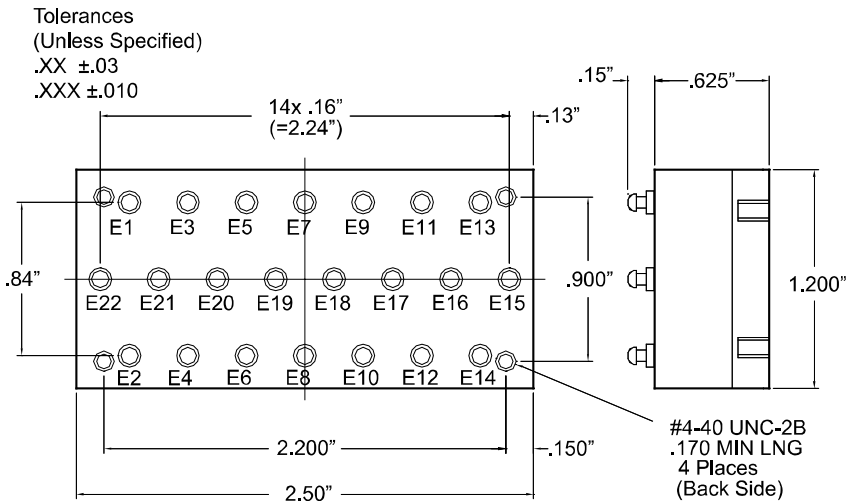 Tolerances
(Unless Specified)
.XX ±.03
.XXX ±.010
14x .16”
(=2.24”)
.13”
.15”
.625”
E1 E3 E5 E7 E9 E11 E13
.84”
E22 E21 E20 E19 E18 E17 E16 E15
.900”
1.200”
E2 E4 E6 E8 E10 E12 E14
2.200”
.150”
2.50”
#4-40 UNC-2B
.170 MIN LNG
4 Places
(Back Side)